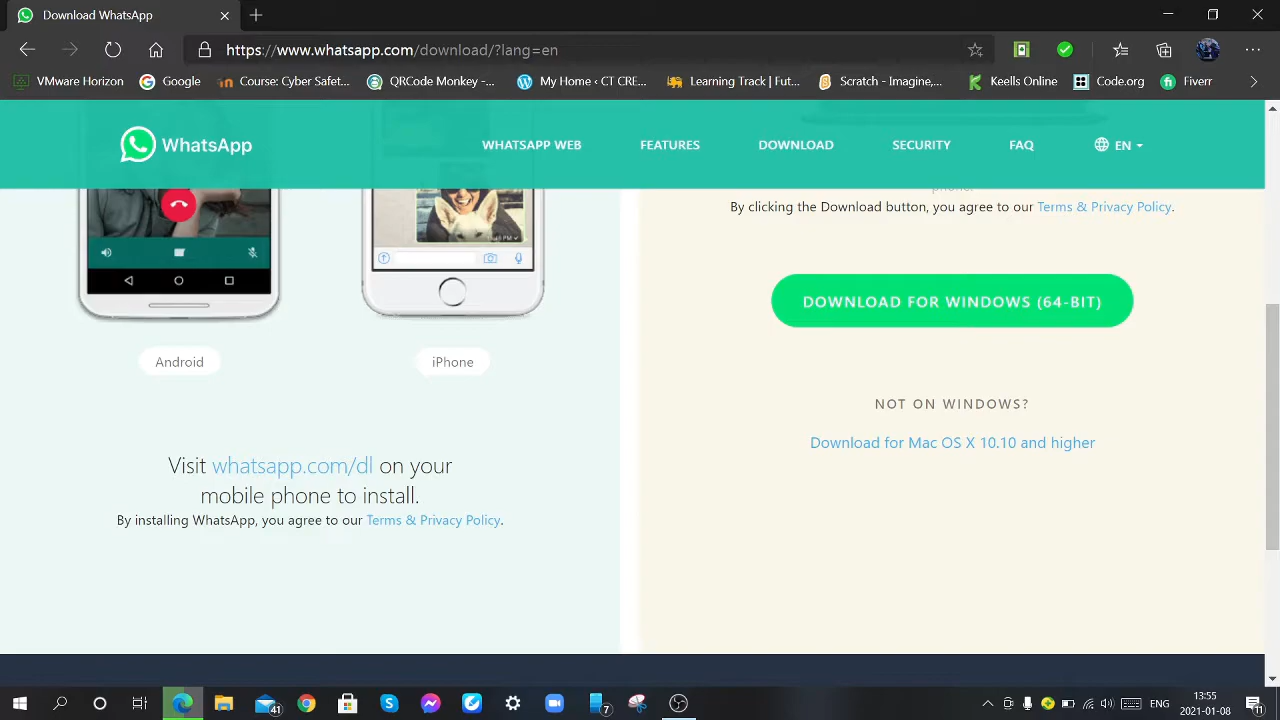 Download WhatsApp Web
https://www.whatsapp.com/download/?lang=en
VMware Horizon
Google
Course: Cyber Safet...
QRCode Monkey - ...
My Home ‹ CT CRE...
Learning Track | Fut...
Scratch - Imagine,...
Keells Online
Code.org
Fiverr
WhatsApp
WHATSAPP WEB
FEATURES
DOWNLOAD
SECURITY
FAQ
EN
phone.
By clicking the Download button, you agree to our Terms & Privacy Policy.
DOWNLOAD FOR WINDOWS (64-BIT)
NOT ON WINDOWS?
Download for Mac OS X 10.10 and higher
Android
iPhone
Visit whatsapp.com/dl on your
mobile phone to install.
By installing WhatsApp, you agree to our Terms & Privacy Policy.
41
7
ENG
13:55
2021-01-08
11